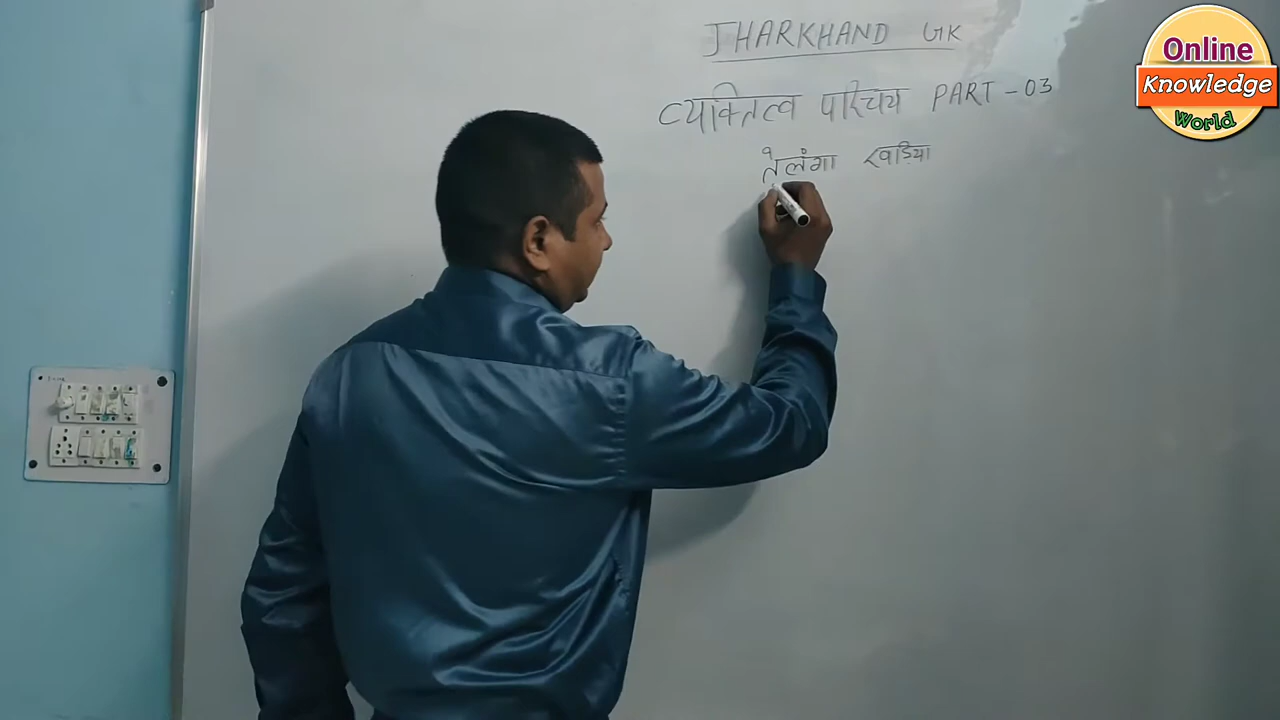 JHARKHAND GK
व्यक्तित्व परिचय PART - 03
तेलंगा खडिया
Online
Knowledge
World